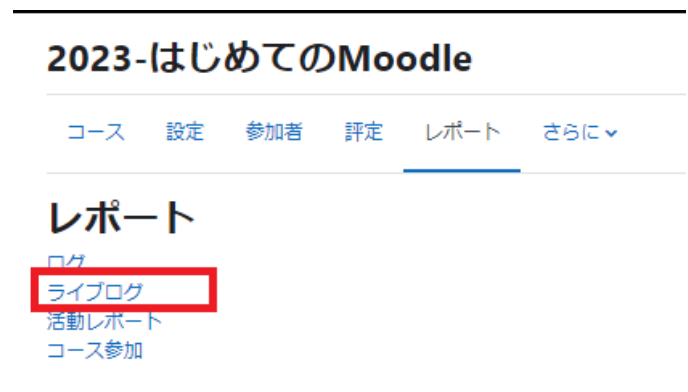 2023-はじめてのMoodle
コース 設定 参加者 評定 レポート さらに
レポート
ログ
ライブログ
活動レポート
コース参加